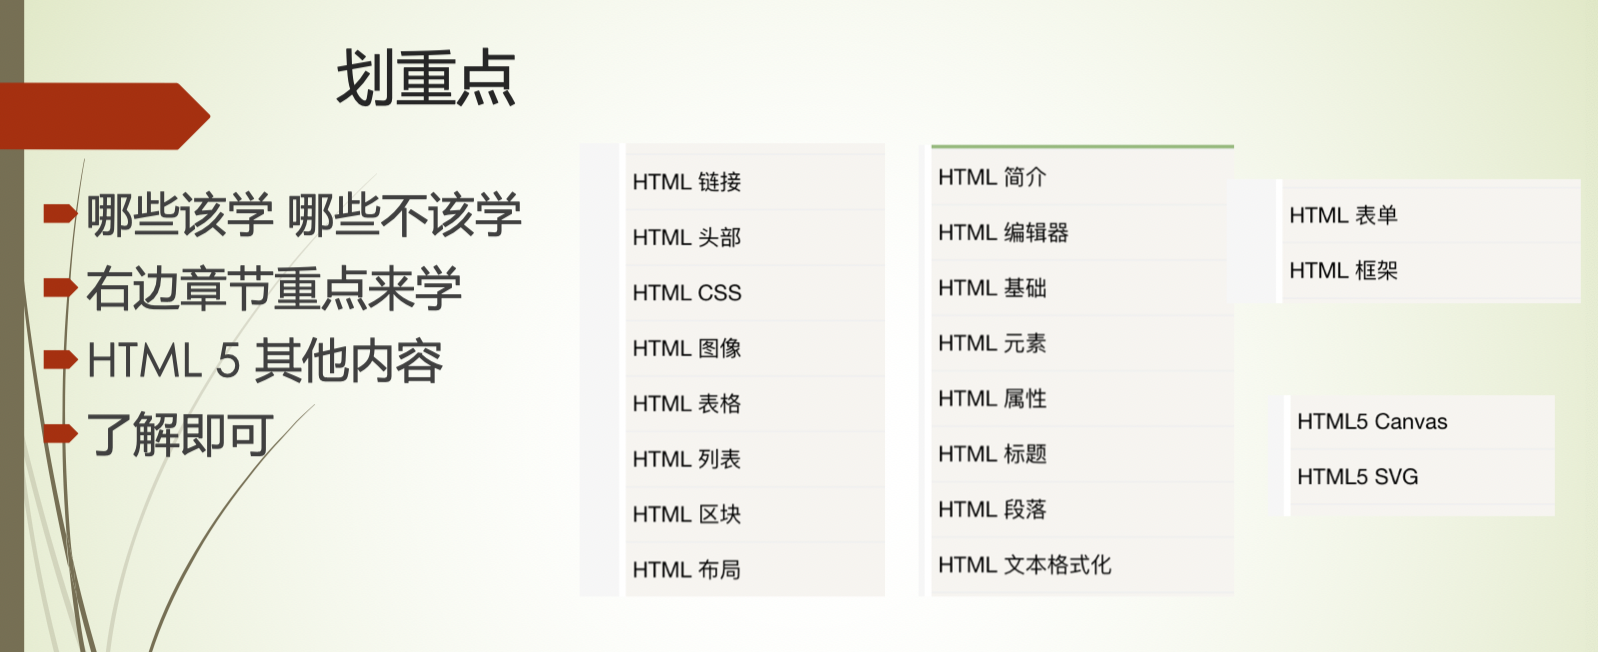 划重点
哪些该学 哪些不该学
右边章节重点来学
HTML 5 其他内容
了解即可
HTML 链接
HTML 头部
HTML CSS
HTML 图像
HTML 表格
HTML 列表
HTML 区块
HTML 布局
HTML 简介
HTML 编辑器
HTML 基础
HTML 元素
HTML 属性
HTML 标题
HTML 段落
HTML 文本格式化
HTML 表单
HTML 框架
HTML5 Canvas
HTML5 SVG